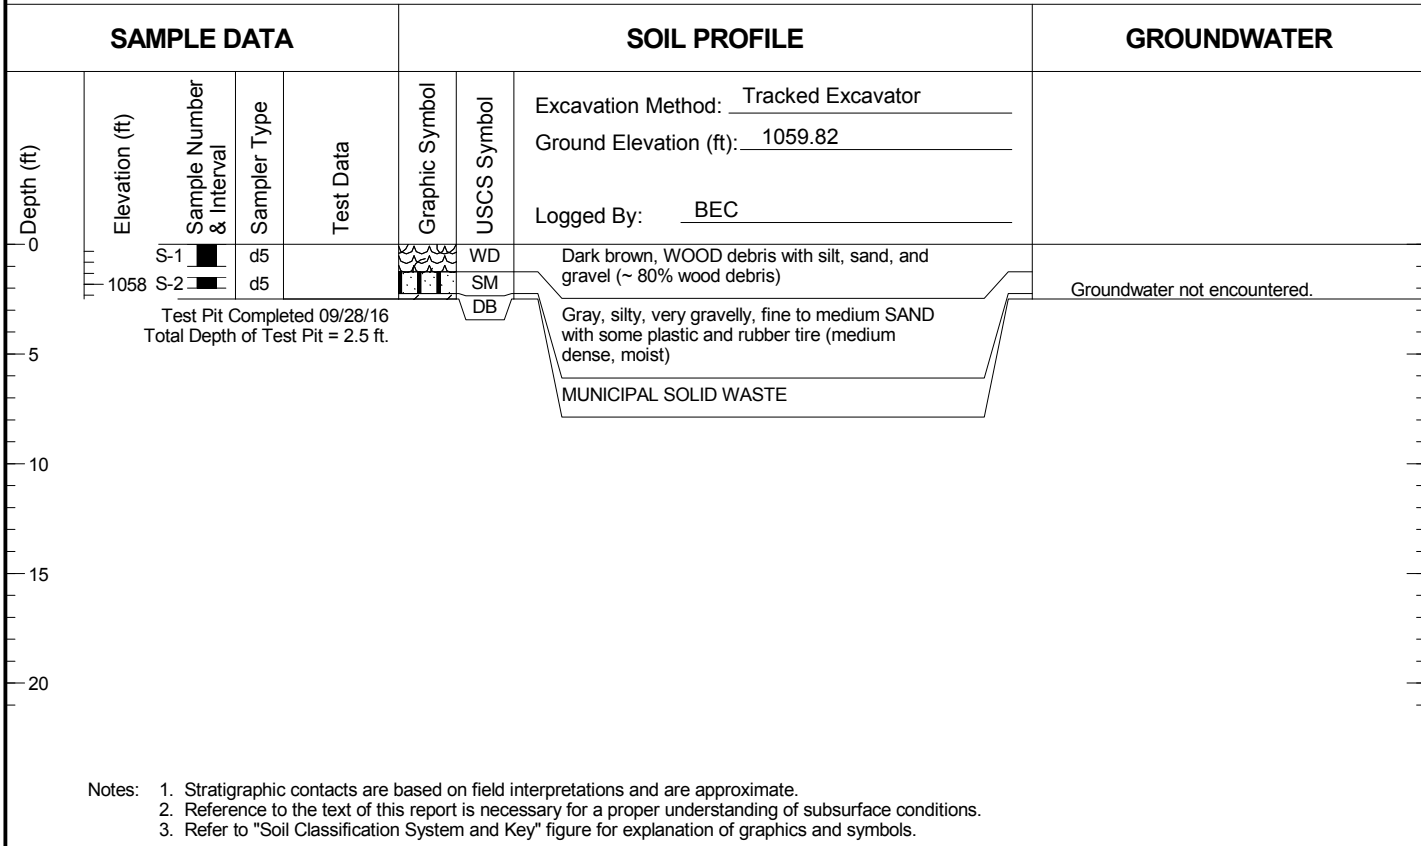 SAMPLE DATA
SOIL PROFILE
GROUNDWATER
Depth (ft)
Elevation (ft)
Sample Number
& Interval
Sampler Type
Test Data
Graphic Symbol
USCS Symbol
Excavation Method: Tracked Excavator
Ground Elevation (ft): 1059.82
Logged By: BEC
0
S-1 d5 WD
Dark brown, WOOD debris with silt, sand, and
gravel (~ 80% wood debris)
1058 S-2 d5 SM
Groundwater not encountered.
DB
Test Pit Completed 09/28/16
Total Depth of Test Pit = 2.5 ft.
Gray, silty, very gravelly, fine to medium SAND
with some plastic and rubber tire (medium
dense, moist)
5
MUNICIPAL SOLID WASTE
10
15
20
Notes: 1. Stratigraphic contacts are based on field interpretations and are approximate.
2. Reference to the text of this report is necessary for a proper understanding of subsurface conditions.
3. Refer to "Soil Classification System and Key" figure for explanation of graphics and symbols.